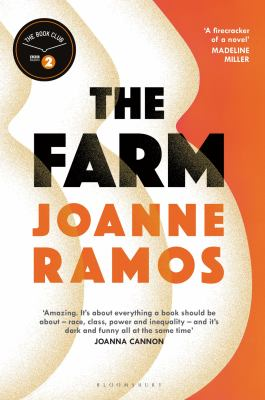 THE BOOK CLUB
BBC RADIO 2
'A firecracker
of a novel'
MADELINE
MILLER
THE
FARM
JOANNE
RAMOS
'Amazing. It's about everything a book should be
about – race, class, power and inequality – and it's
dark and funny all at the same time'
JOANNA CANNON
BLOOMSBURY